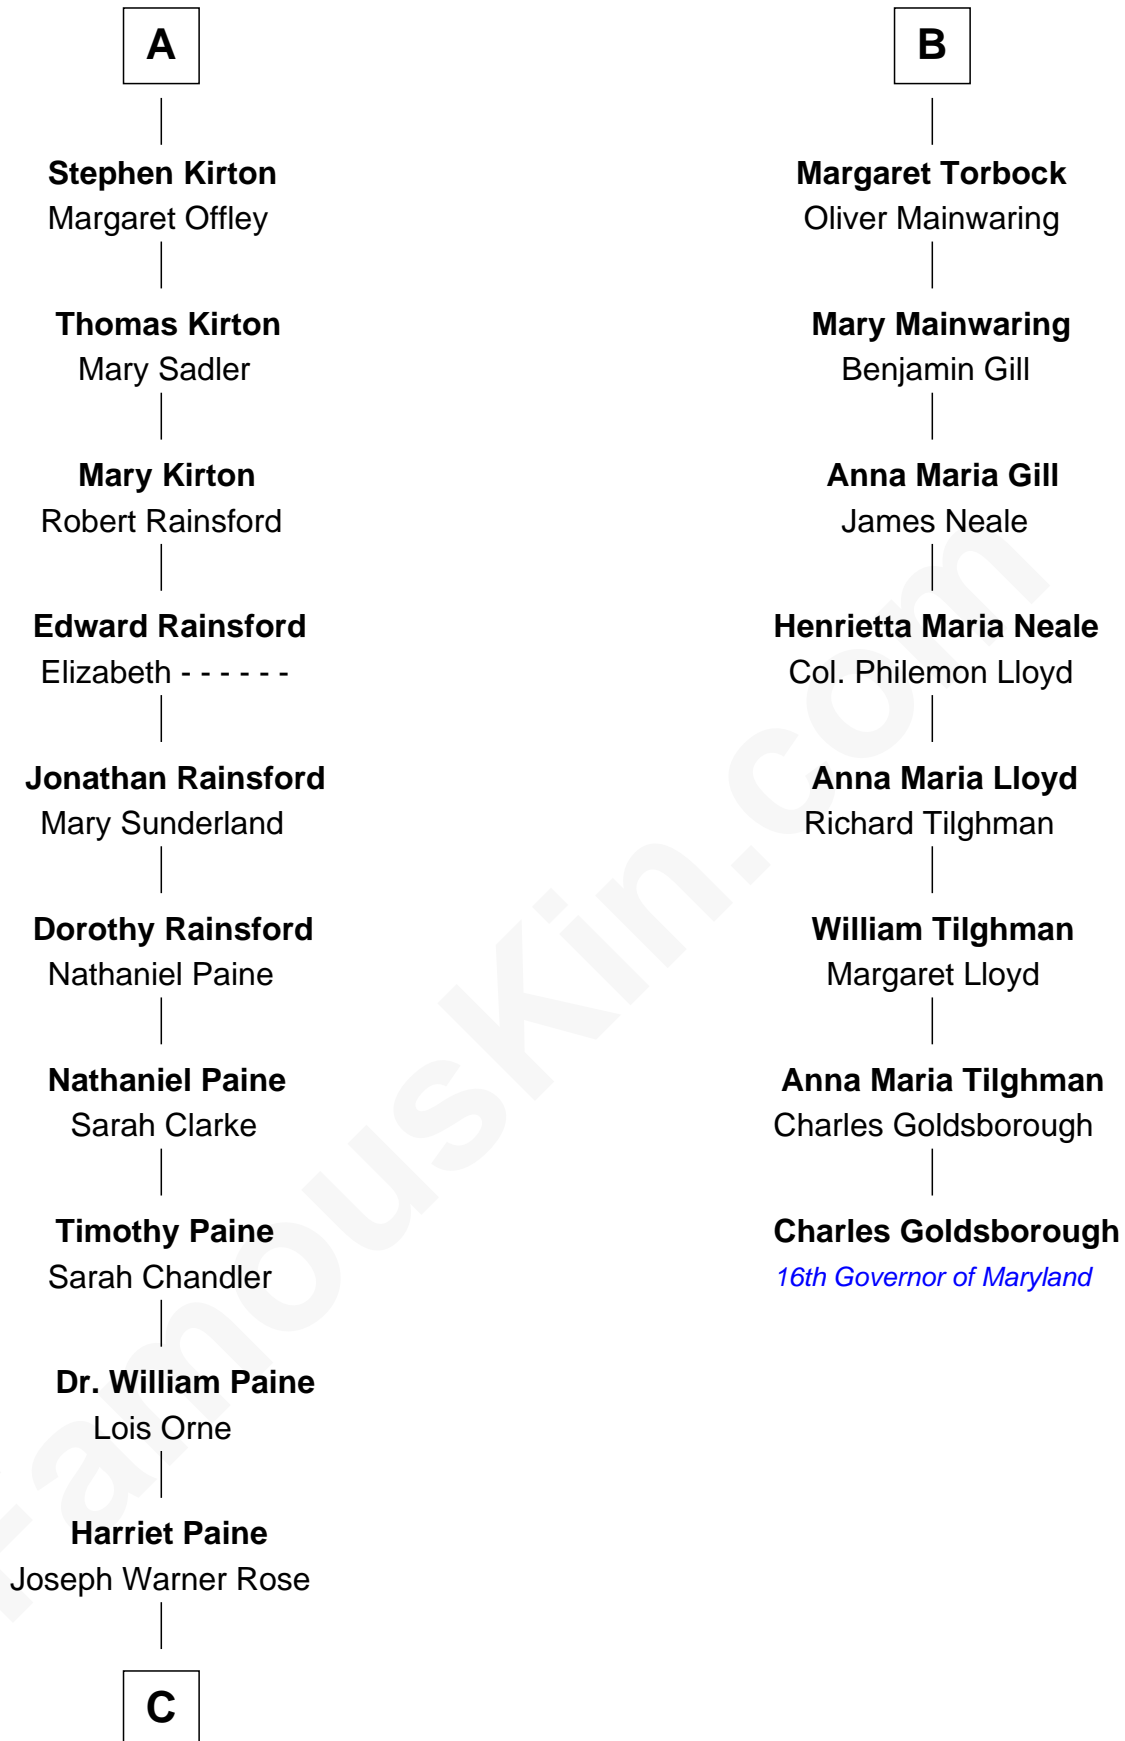 A
Stephen Kirton
Margaret Offley
Thomas Kirton
Mary Sadler
Mary Kirton
Robert Rainsford
Edward Rainsford
Elizabeth - - - - - -
Jonathan Rainsford
Mary Sunderland
Dorothy Rainsford
Nathaniel Paine
Nathaniel Paine
Sarah Clarke
Timothy Paine
Sarah Chandler
Dr. William Paine
Lois Orne
Harriet Paine
Joseph Warner Rose
C
B
Margaret Torbock
Oliver Mainwaring
Mary Mainwaring
Benjamin Gill
Anna Maria Gill
James Neale
Henrietta Maria Neale
Col. Philemon Lloyd
Anna Maria Lloyd
Richard Tilghman
William Tilghman
Margaret Lloyd
Anna Maria Tilghman
Charles Goldsborough
Charles Goldsborough
16th Governor of Maryland
FamousKin.com